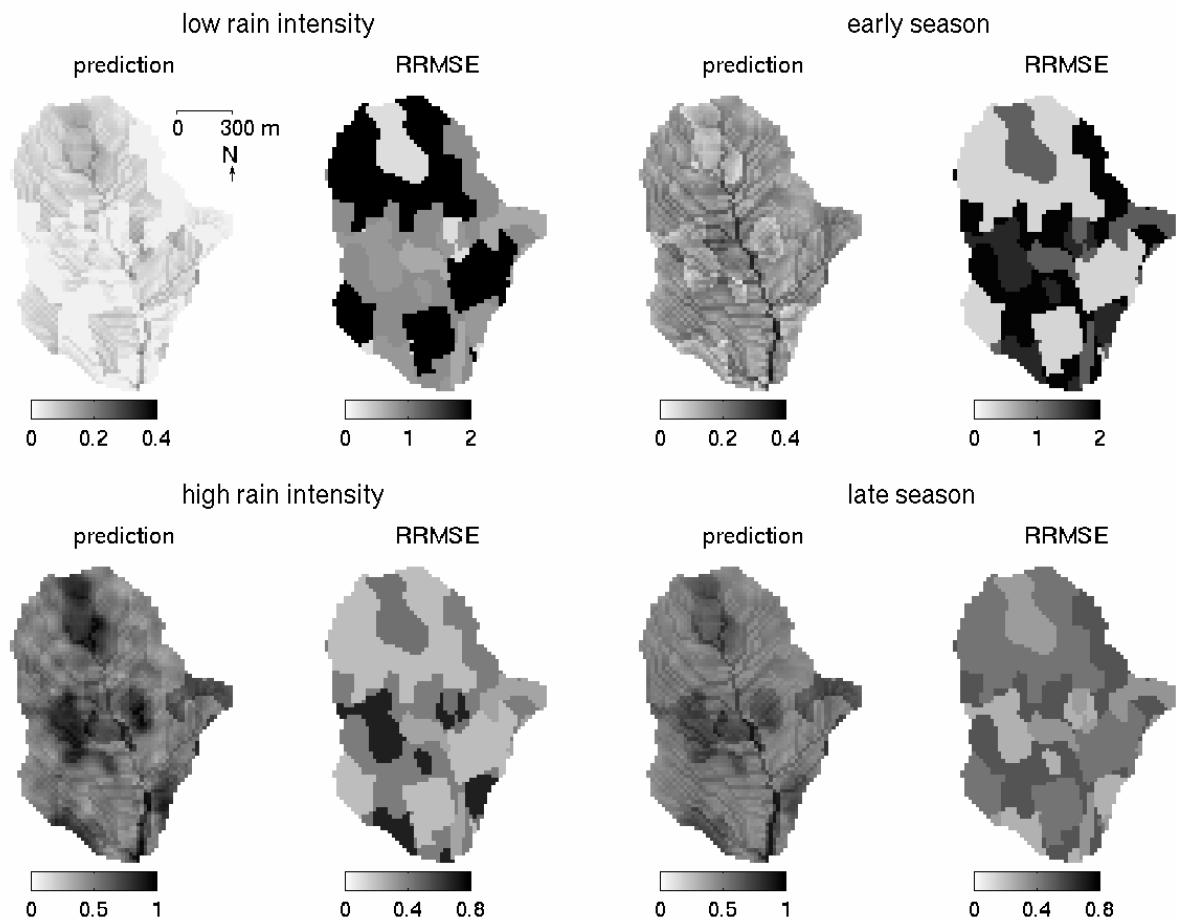 low rain intensity
early season
prediction
RRMSE
prediction
RRMSE
0 300 m
N
0 0.2 0.4
0 1 2
0 0.2 0.4
0 1 2
high rain intensity
late season
prediction
RRMSE
prediction
RRMSE
0 0.5 1
0 0.4 0.8
0 0.5 1
0 0.4 0.8